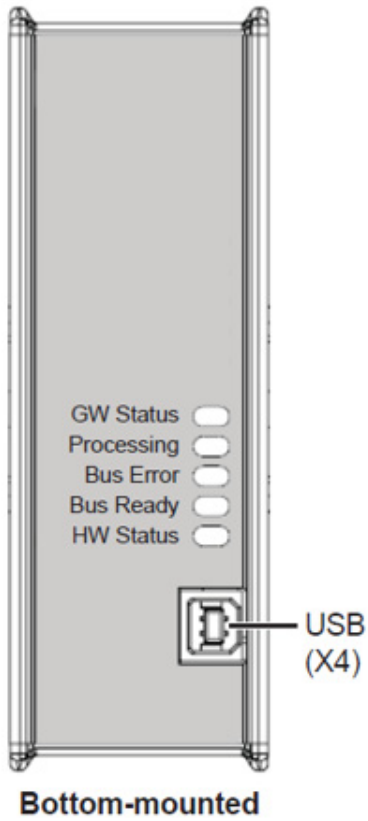 GW Status
Processing
Bus Error
Bus Ready
HW Status
USB
(X4)
Bottom-mounted